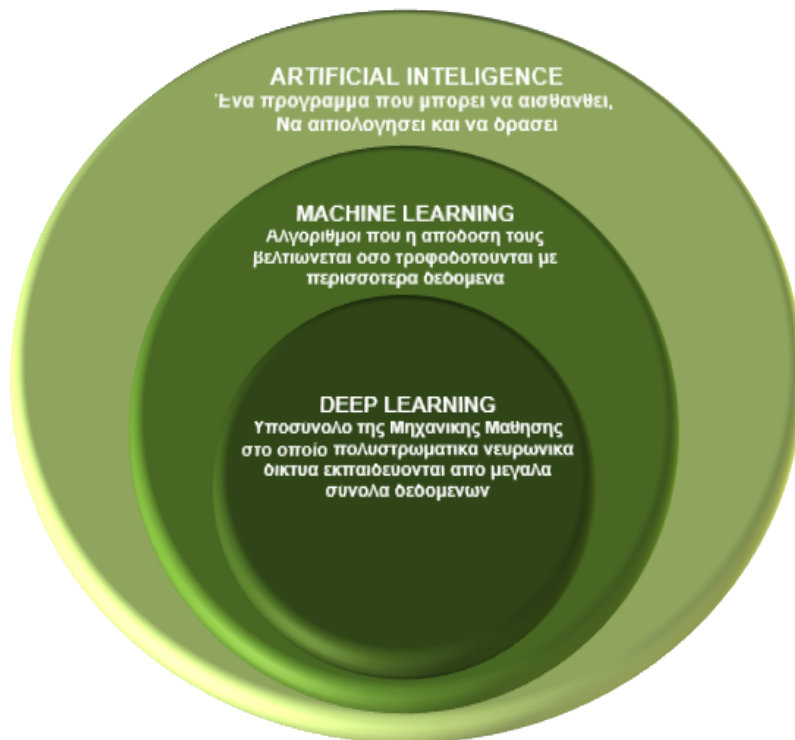 ARTIFICIAL INTELIGENCE
Ένα προγραμμα που μπορει να αισθανθει,
Να αιτιολογησει και να δρασει
MACHINE LEARNING
Αλγοριθμοι που η αποδοση τους
βελτιωνεται οσο τροφοδοτουνται με
περισσοτερα δεδομενα
DEEP LEARNING
Υποσυνολο της Μηχανικης Μαθησης
στο οποίο πολυστρωματικα νευρωνικα
δικτυα εκπαιδευονται απο μεγαλα
συνολα δεδομενων